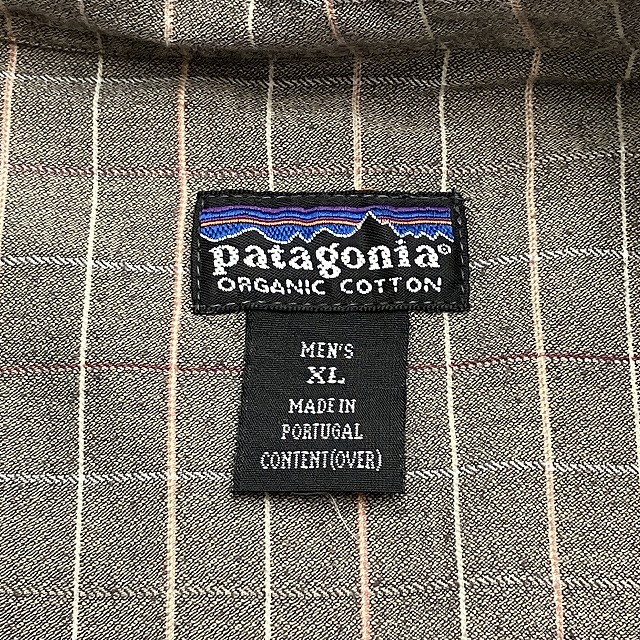 patagonia®
ORGANIC COTTON
MEN'S
XL
MADE IN
PORTUGAL
CONTENT(OVER)